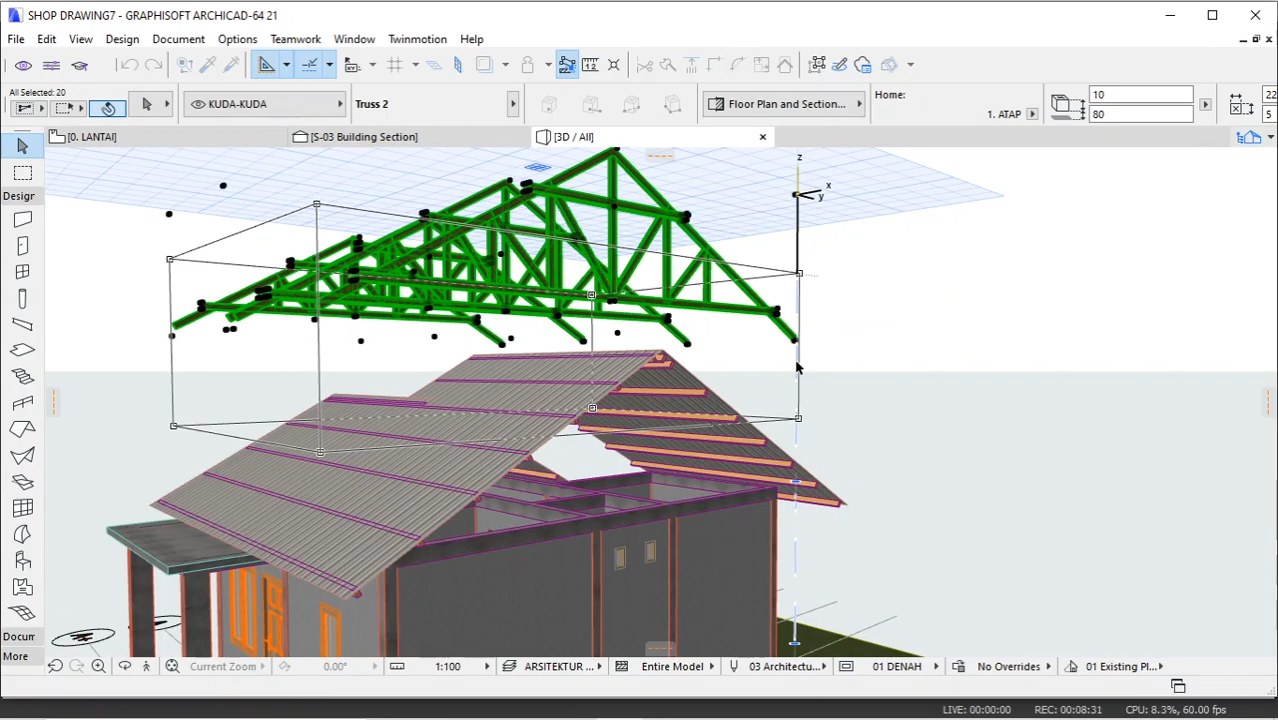 SHOP DRAWING7 - GRAPHISOFT ARCHICAD-64 21
File Edit View Design Document Options Teamwork Window Twinmotion Help
All Selected: 20
KUDA-KUDA
Truss 2
Floor Plan and Section...
Home:
1. ATAP
10
80
22
5
[0. LANTAI]
[S-03 Building Section]
[3D / All]
Design
z
x
y
Docum
More
Current Zoom
0.00°
1:100
ARSITEKTUR ...
Entire Model
03 Architectu...
01 DENAH
No Overrides
01 Existing Pl...
LIVE: 00:00:00
REC: 00:08:31
CPU: 8.3%, 60.00 fps